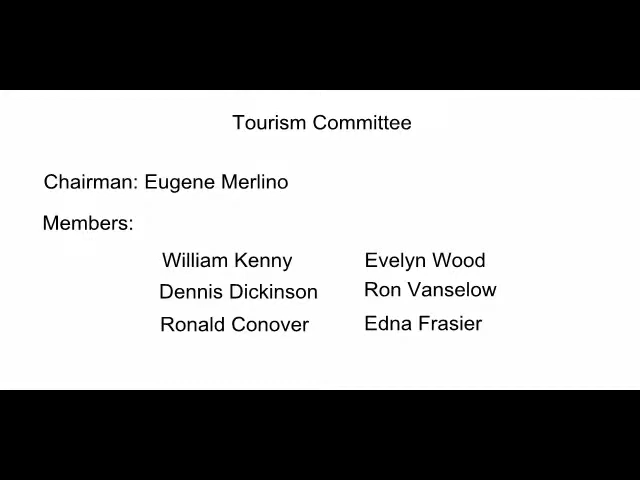 Tourism Committee
Chairman: Eugene Merlino
Members:
William Kenny Evelyn Wood
Dennis Dickinson Ron Vanselow
Ronald Conover Edna Frasier